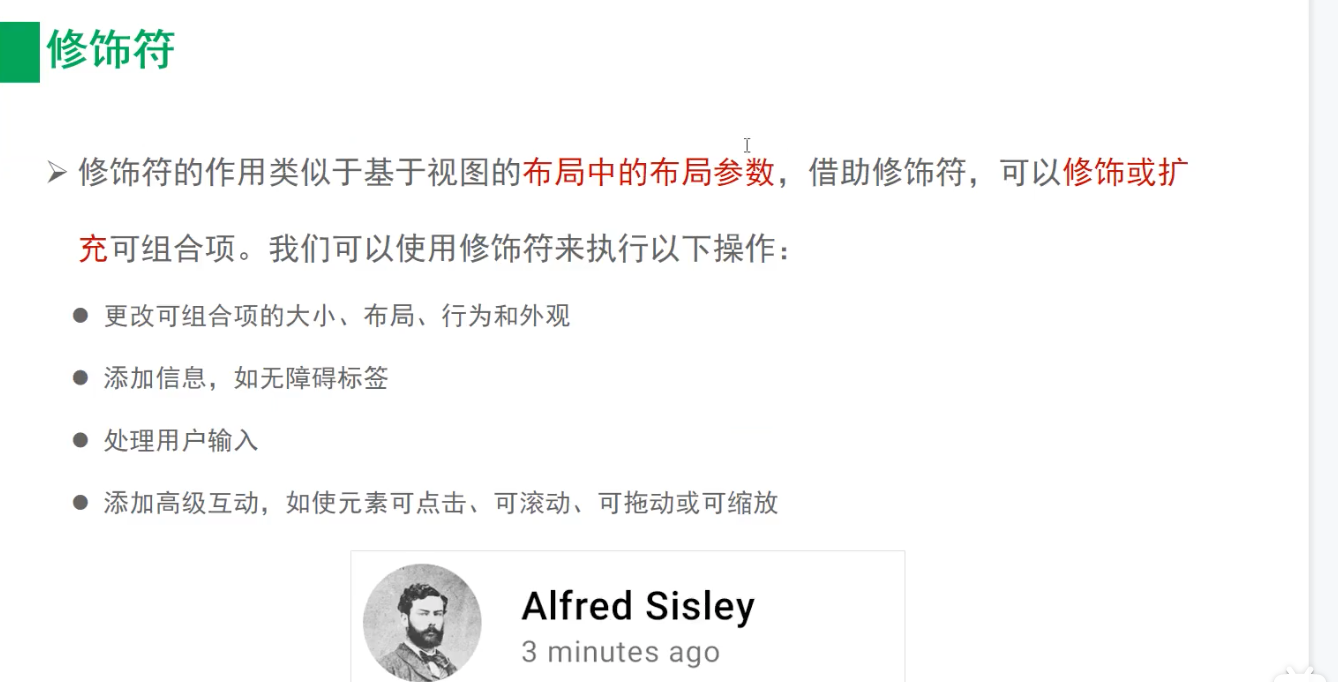 修饰符
修饰符的作用类似于基于视图的布局中的布局参数，借助修饰符，可以修饰或扩
充可组合项。我们可以使用修饰符来执行以下操作：
更改可组合项的大小、布局、行为和外观
添加信息，如无障碍标签
处理用户输入
添加高级互动，如使元素可点击、可滚动、可拖动或可缩放
Alfred Sisley
3 minutes ago